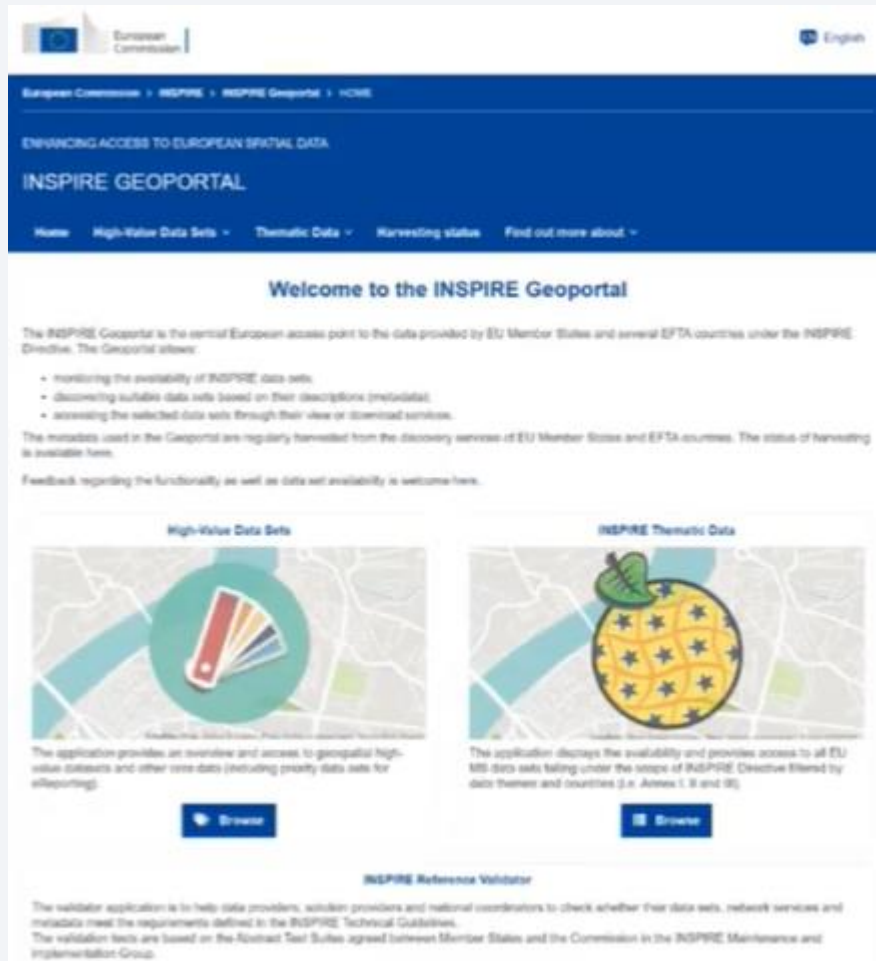 European
Commission
EN English
European Commission > INSPIRE > INSPIRE Geoportal > HOME
ENHANCING ACCESS TO EUROPEAN SPATIAL DATA
INSPIRE GEOPORTAL
Home High-Value Data Sets Thematic Data Harvesting status Find out more about
Welcome to the INSPIRE Geoportal
The INSPIRE Geoportal is the central European access point to the data provided by EU Member States and several EFTA countries under the INSPIRE
Directive. The Geoportal allows:
• monitoring the availability of INSPIRE data sets;
• discovering suitable data sets based on their descriptions (metadata);
• accessing the selected data sets through their view or download services.
The metadata used in the Geoportal are regularly harvested from the discovery services of EU Member States and EFTA countries. The status of harvesting
is available here.
Feedback regarding the functionality as well as data set availability is welcome here.
High-Value Data Sets
The application provides an overview and access to geospatial high-
value datasets and other core data (including priority data sets for
eReporting).
Browse
INSPIRE Thematic Data
The application displays the availability and provides access to all EU
MS data sets falling under the scope of INSPIRE Directive filtered by
data themes and countries (i.e. Annex I, II and III).
Browse
INSPIRE Reference Validator
The validator application is to help data providers, solution providers and national coordinators to check whether their data sets, network services and
metadata meet the requirements defined in the INSPIRE Technical Guidelines.
The validation tests are based on the Abstract Test Suites agreed between Member States and the Commission in the INSPIRE Maintenance and
Implementation Group.